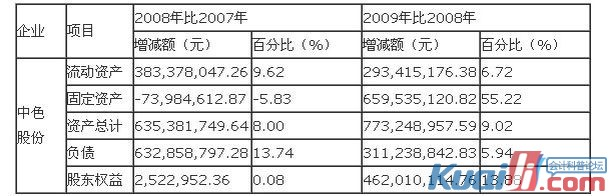 企业 项目 2008年比2007年 2009年比2008年
增减额（元） 百分比（%） 增减额（元） 百分比（%）
中色股份 流动资产 383,378,047.26 9.62 293,415,176.38 6.72
固定资产 -73,984,612.87 -5.83 659,535,120.82 55.22
资产总计 635,381,749.64 8.00 773,248,957.59 9.02
负债 632,858,797.28 13.74 311,238,842.83 5.94
股东权益 2,522,952.36 0.08 462,010,114.76 13.86
会计科普论坛